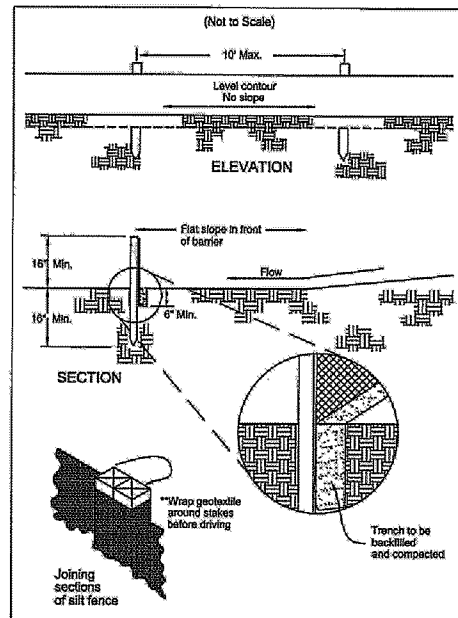 (Not to Scale)
10' Max.
Level contour
No slope
ELEVATION
Flat slope in front
of barrier
16" Min.
Flow
6" Min.
16" Min.
SECTION
**Wrap geotextile
around stakes
before driving
Trench to be
backfilled
and compacted
Joining
sections
of silt fence